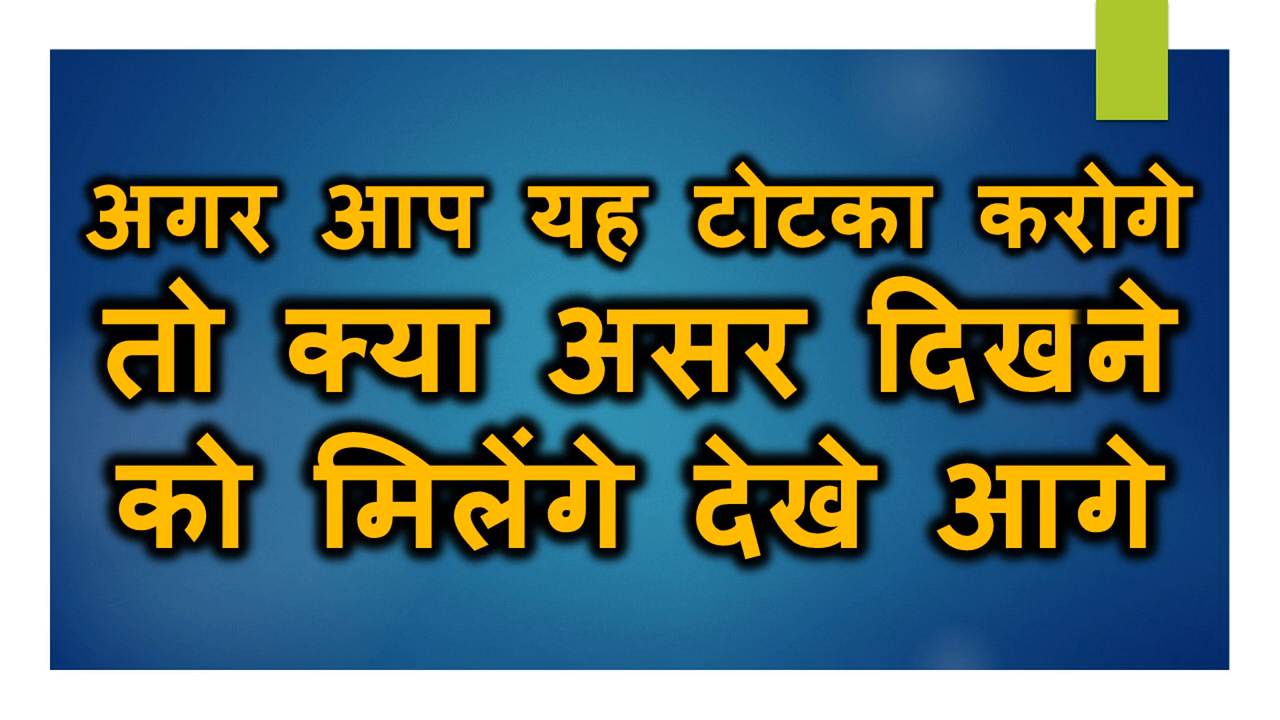 अगर आप यह टोटका करोगे
तो क्या असर दिखने
को मिलेंगे देखे आगे